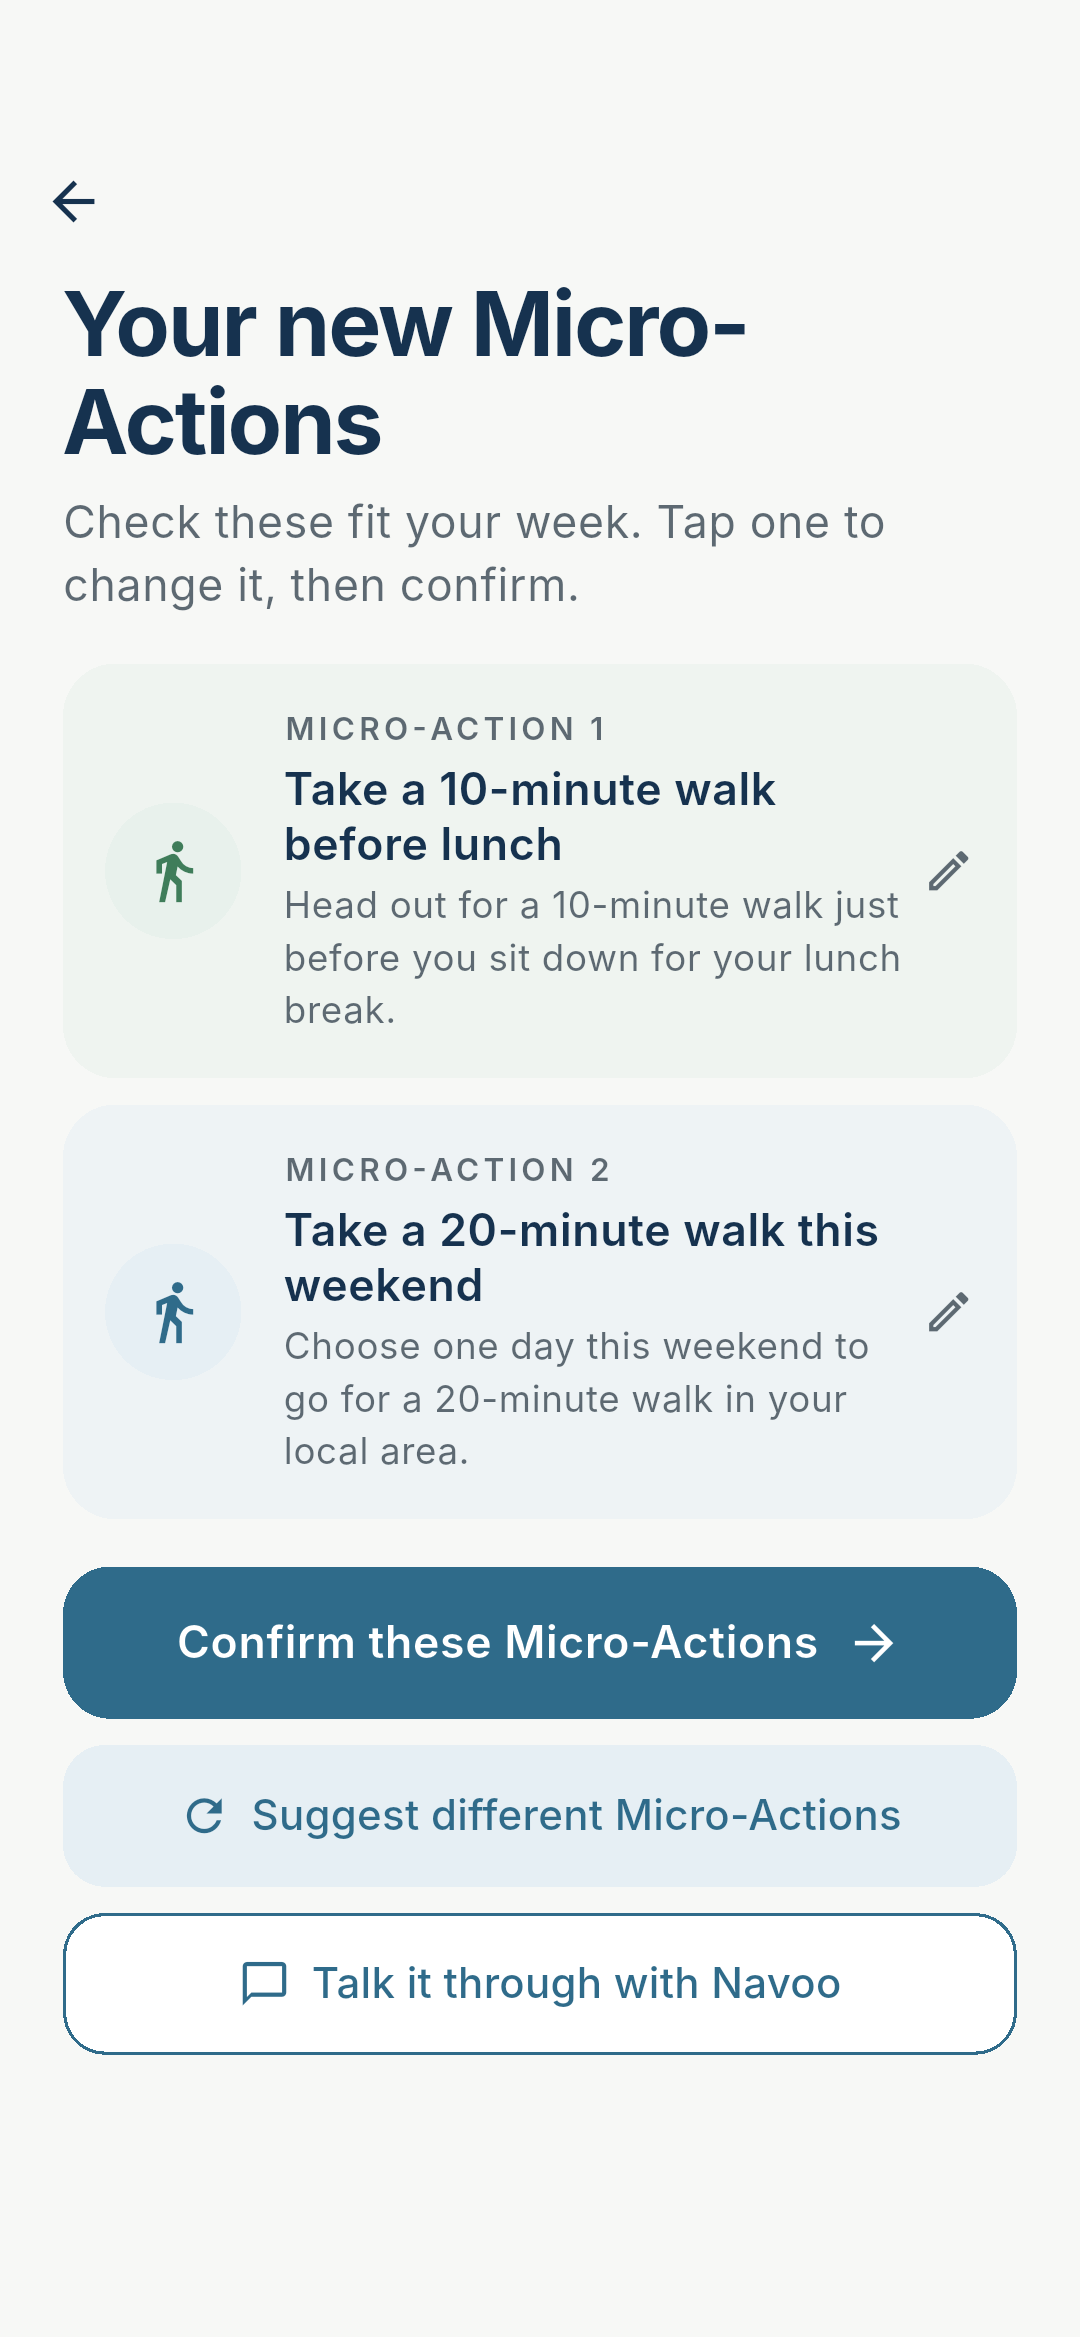 Your new Micro-
Actions
Check these fit your week. Tap one to
change it, then confirm.
MICRO-ACTION 1
Take a 10-minute walk
before lunch
Head out for a 10-minute walk just
before you sit down for your lunch
break.
MICRO-ACTION 2
Take a 20-minute walk this
weekend
Choose one day this weekend to
go for a 20-minute walk in your
local area.
Confirm these Micro-Actions
Suggest different Micro-Actions
Talk it through with Navoo